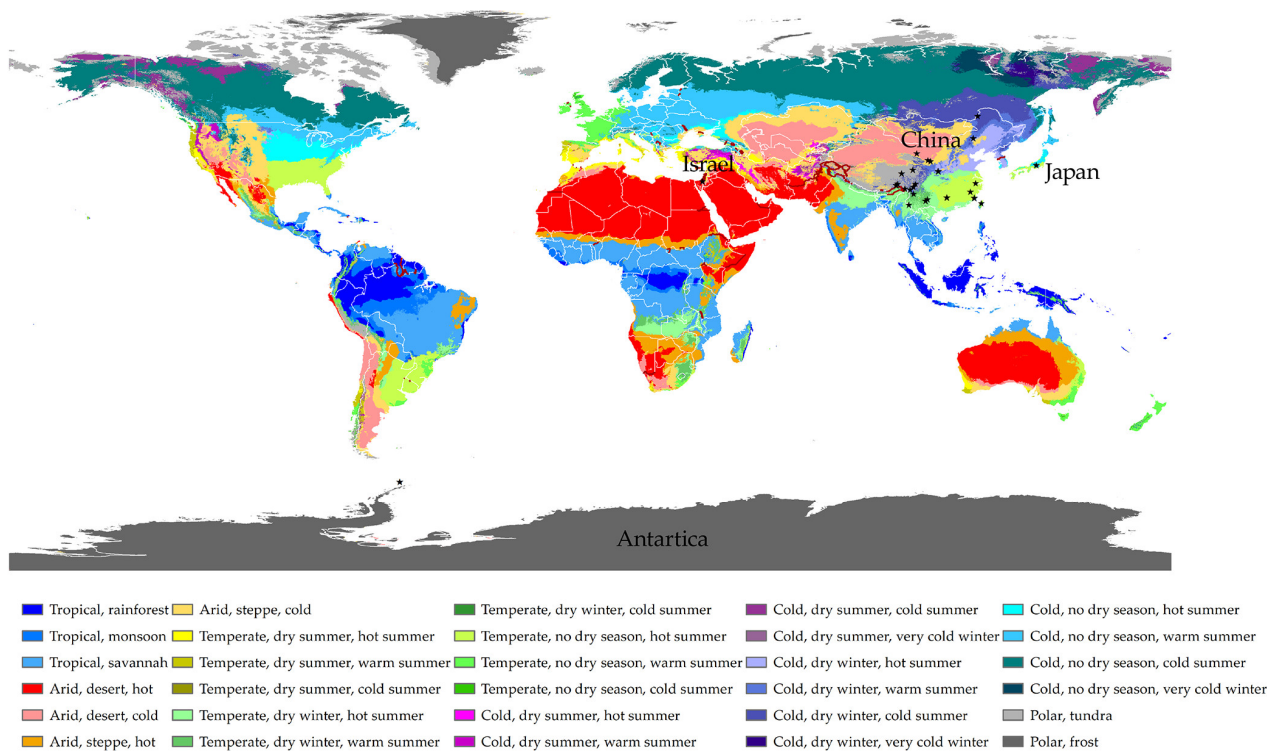 China
Israel
Japan
Antartica
Tropical, rainforest
Arid, steppe, cold
Temperate, dry winter, cold summer
Cold, dry summer, cold summer
Cold, no dry season, hot summer
Tropical, monsoon
Temperate, dry summer, hot summer
Temperate, no dry season, hot summer
Cold, dry summer, very cold winter
Cold, no dry season, warm summer
Tropical, savannah
Temperate, dry summer, warm summer
Temperate, no dry season, warm summer
Cold, dry winter, hot summer
Cold, no dry season, cold summer
Arid, desert, hot
Temperate, dry summer, cold summer
Temperate, no dry season, cold summer
Cold, dry winter, warm summer
Cold, no dry season, very cold winter
Arid, desert, cold
Temperate, dry winter, hot summer
Cold, dry summer, hot summer
Cold, dry winter, cold summer
Polar, tundra
Arid, steppe, hot
Temperate, dry winter, warm summer
Cold, dry summer, warm summer
Cold, dry winter, very cold winter
Polar, frost